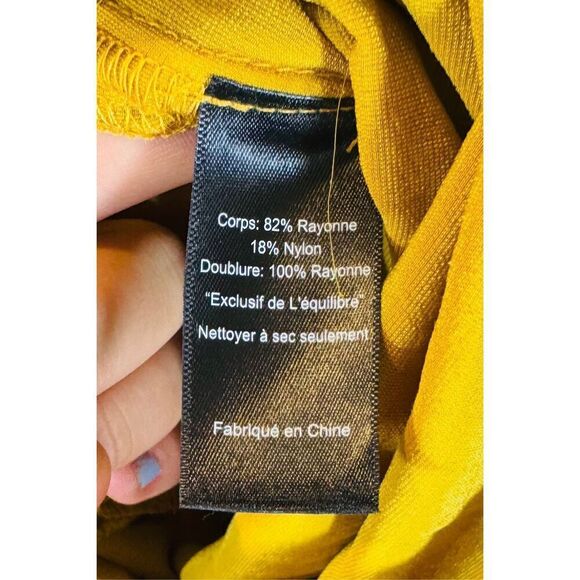 Corps: 82% Rayonne
18% Nylon
Doublure: 100% Rayonne
“Exclusif de L'équilibre”
Nettoyer à sec seulement
Fabriqué en Chine